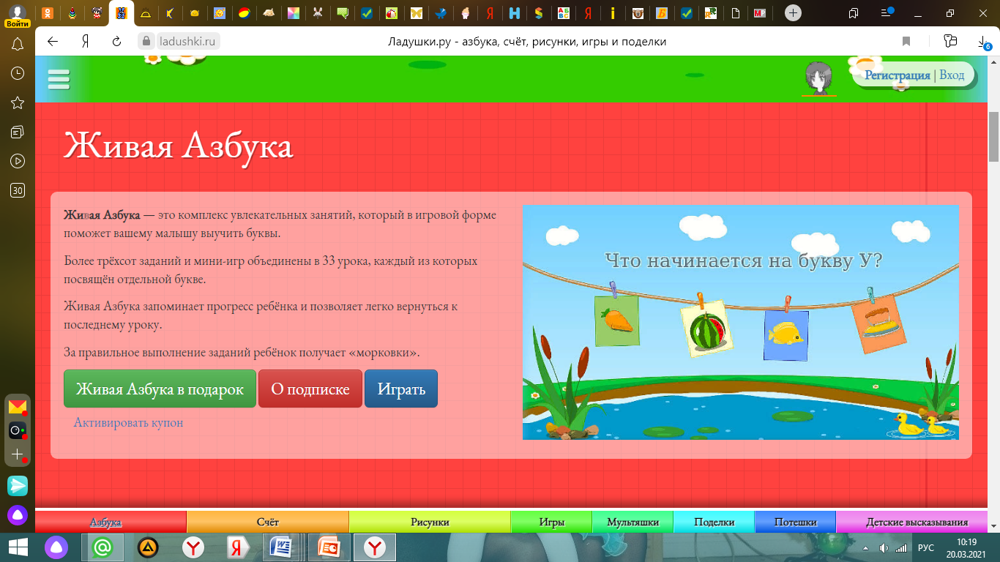 Войти
ladushki.ru
Ладушки.ру - азбука, счёт, рисунки, игры и поделки
6
30
Регистрация | Вход
Живая Азбука
Живая Азбука — это комплекс увлекательных занятий, который в игровой форме
поможет вашему малышу выучить буквы.
Более трёхсот заданий и мини-игр объединены в 33 урока, каждый из которых
посвящён отдельной букве.
Живая Азбука запоминает прогресс ребёнка и позволяет легко вернуться к
последнему уроку.
За правильное выполнение заданий ребёнок получает «морковки».
Живая Азбука в подарок
О подписке
Играть
Активировать купон
Что начинается на букву У?
Азбука
Счёт
Рисунки
Игры
Мультяшки
Поделки
Потешки
Детские высказывания
РУС
10:19
20.03.2021